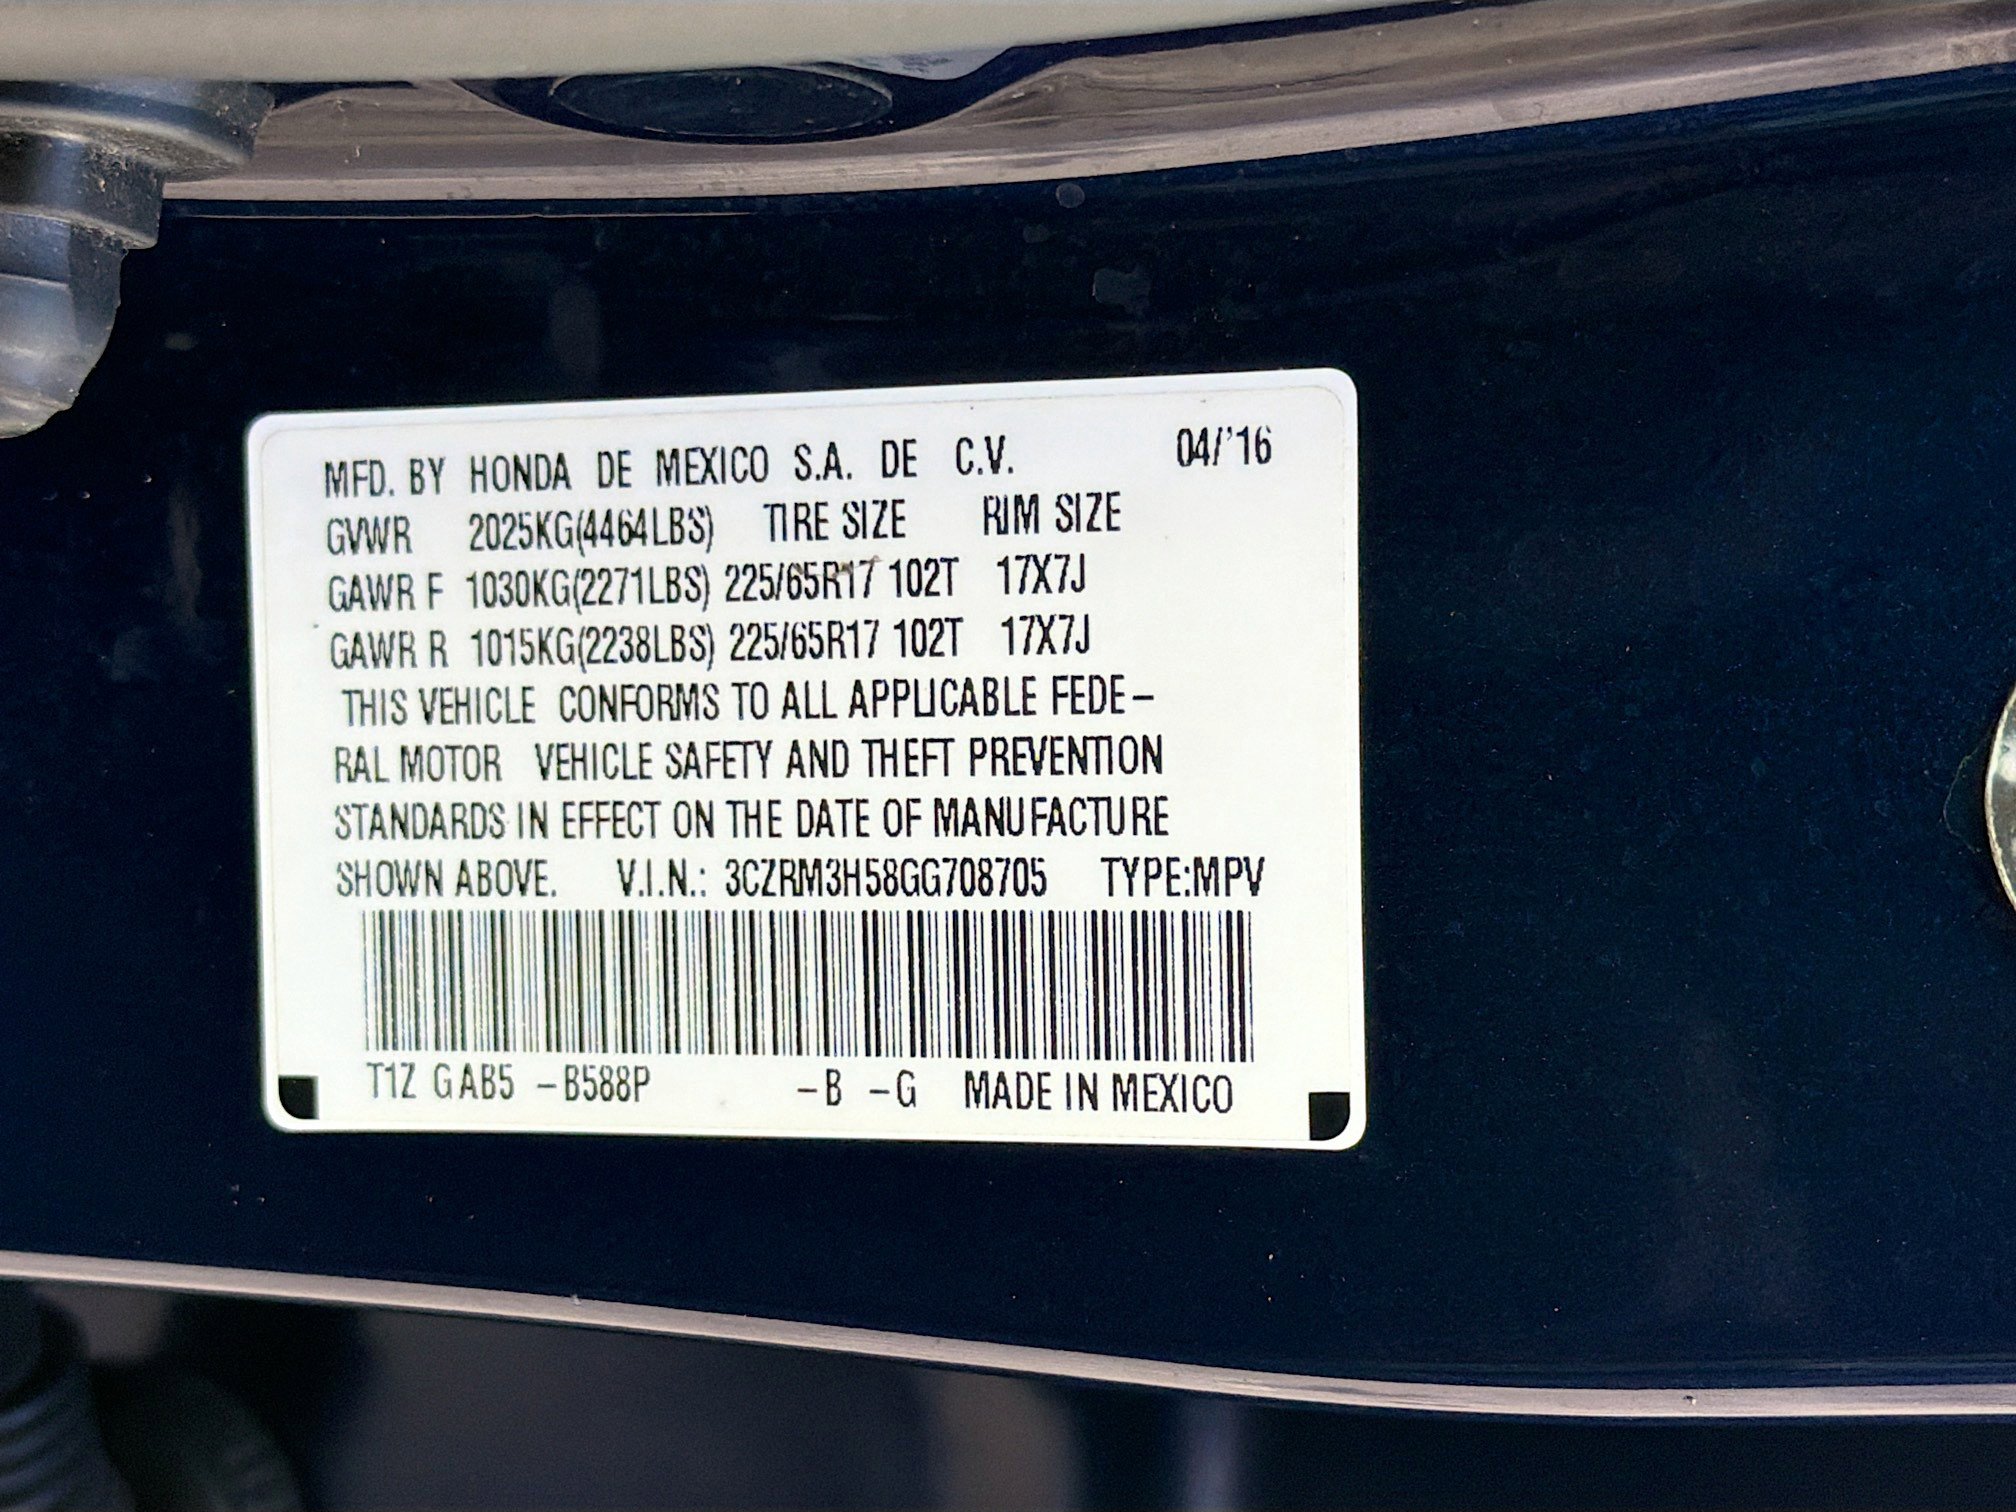 MFD. BY HONDA DE MEXICO S.A. DE C.V. 04/'16
GVWR 2025KG(4464LBS) TIRE SIZE RIM SIZE
GAWR F 1030KG(2271LBS) 225/65R17 102T 17X7J
GAWR R 1015KG(2238LBS) 225/65R17 102T 17X7J
THIS VEHICLE CONFORMS TO ALL APPLICABLE FEDE–
RAL MOTOR VEHICLE SAFETY AND THEFT PREVENTION
STANDARDS IN EFFECT ON THE DATE OF MANUFACTURE
SHOWN ABOVE. V.I.N.: 3CZRM3H58GG708705 TYPE:MPV
T1Z GAB5 –B588P –B –G MADE IN MEXICO